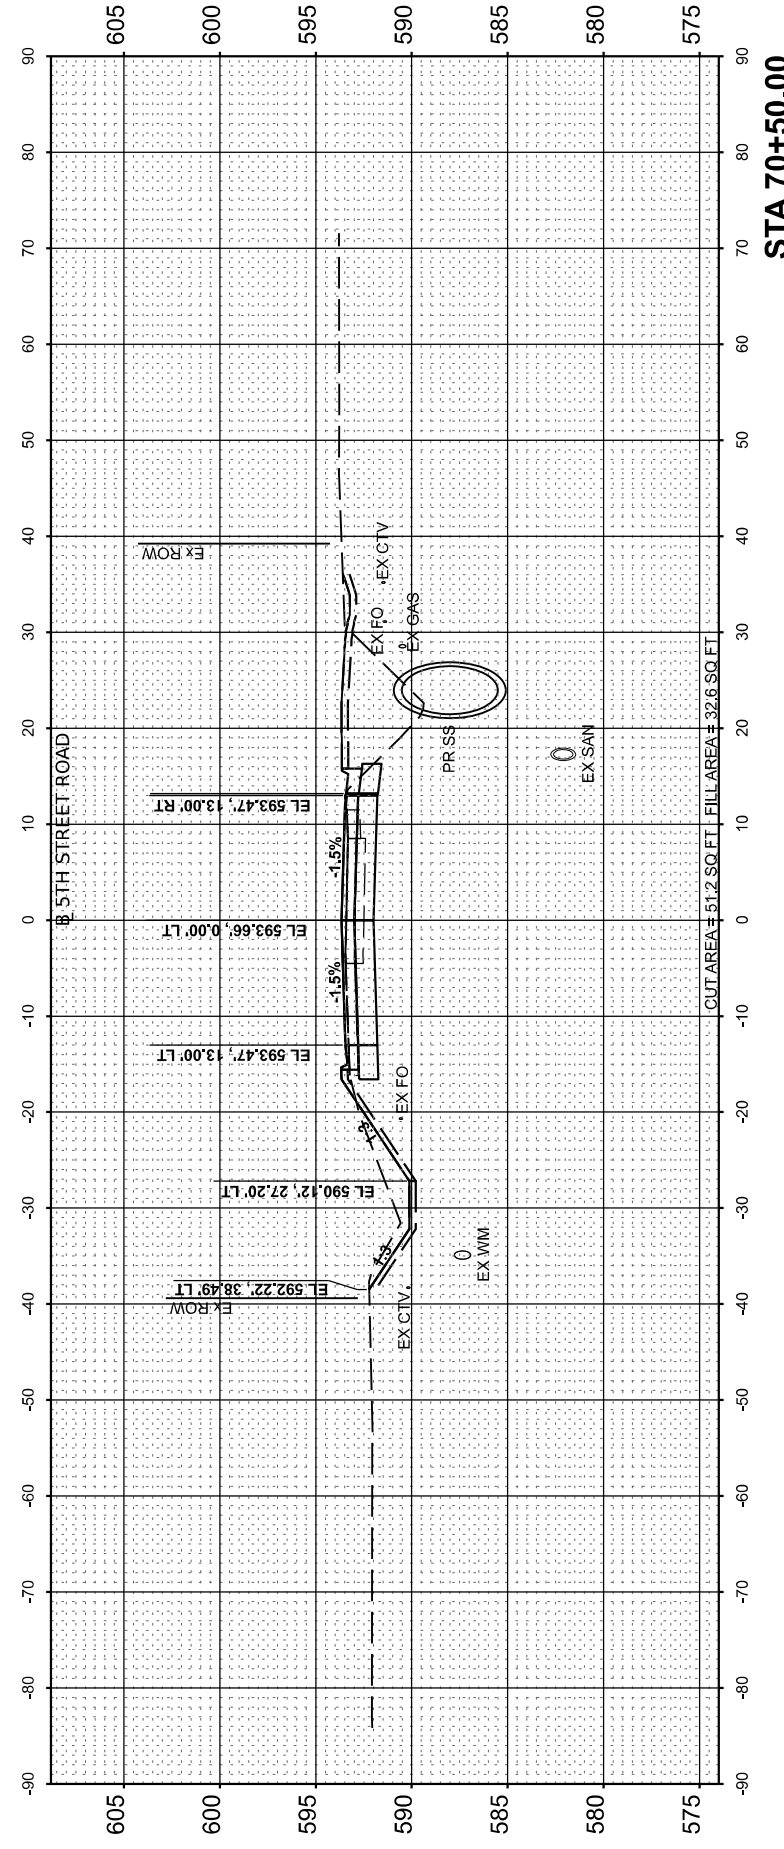 90 80 70 60 50 40 30 20 10 0 -10 -20 -30 -40 -50 -60 -70 -80 -90
605
600
595
590
585
580
575
605
600
595
590
585
580
575
90 80 70 60 50 40 30 20 10 0 -10 -20 -30 -40 -50 -60 -70 -80 -90
STA 70+50.00
5TH STREET ROAD
Ex ROW
EL 593.47', 13.00' RT
EL 593.66', 0.00' LT
EL 593.47', 13.00' LT
EL 590.12', 27.20' LT
EL 592.22', 38.49' LT
Ex ROW
-1.5%
-1.5%
1:3
1:3
EX CTV
EX FO
EX GAS
PR SS
EX SAN
EX FO
EX WM
EX CTV
CUT AREA = 51.2 SQ FT FILL AREA = 32.6 SQ FT